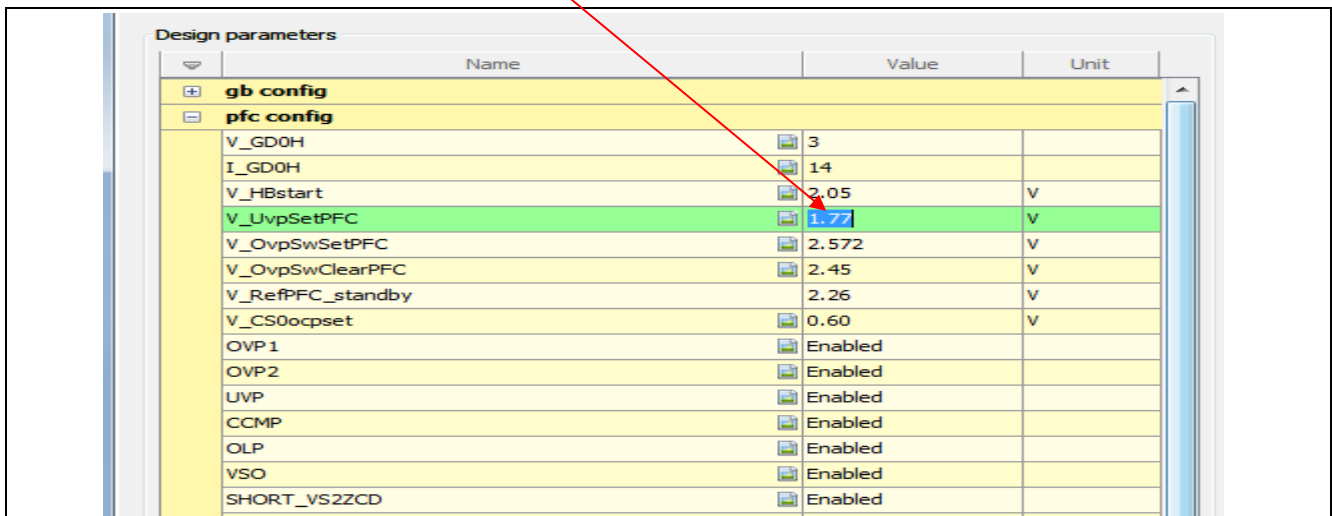 Design parameters
Name Value Unit
gb config
pfc config
V_GD0H 3
I_GD0H 14
V_HBstart 2.05 V
V_UvpSetPFC 1.77 V
V_OvpSwSetPFC 2.572 V
V_OvpSwClearPFC 2.45 V
V_RefPFC_standby 2.26 V
V_CS0ocpset 0.60 V
OVP1 Enabled
OVP2 Enabled
UVP Enabled
CCMP Enabled
OLP Enabled
VSO Enabled
SHORT_VS2ZCD Enabled